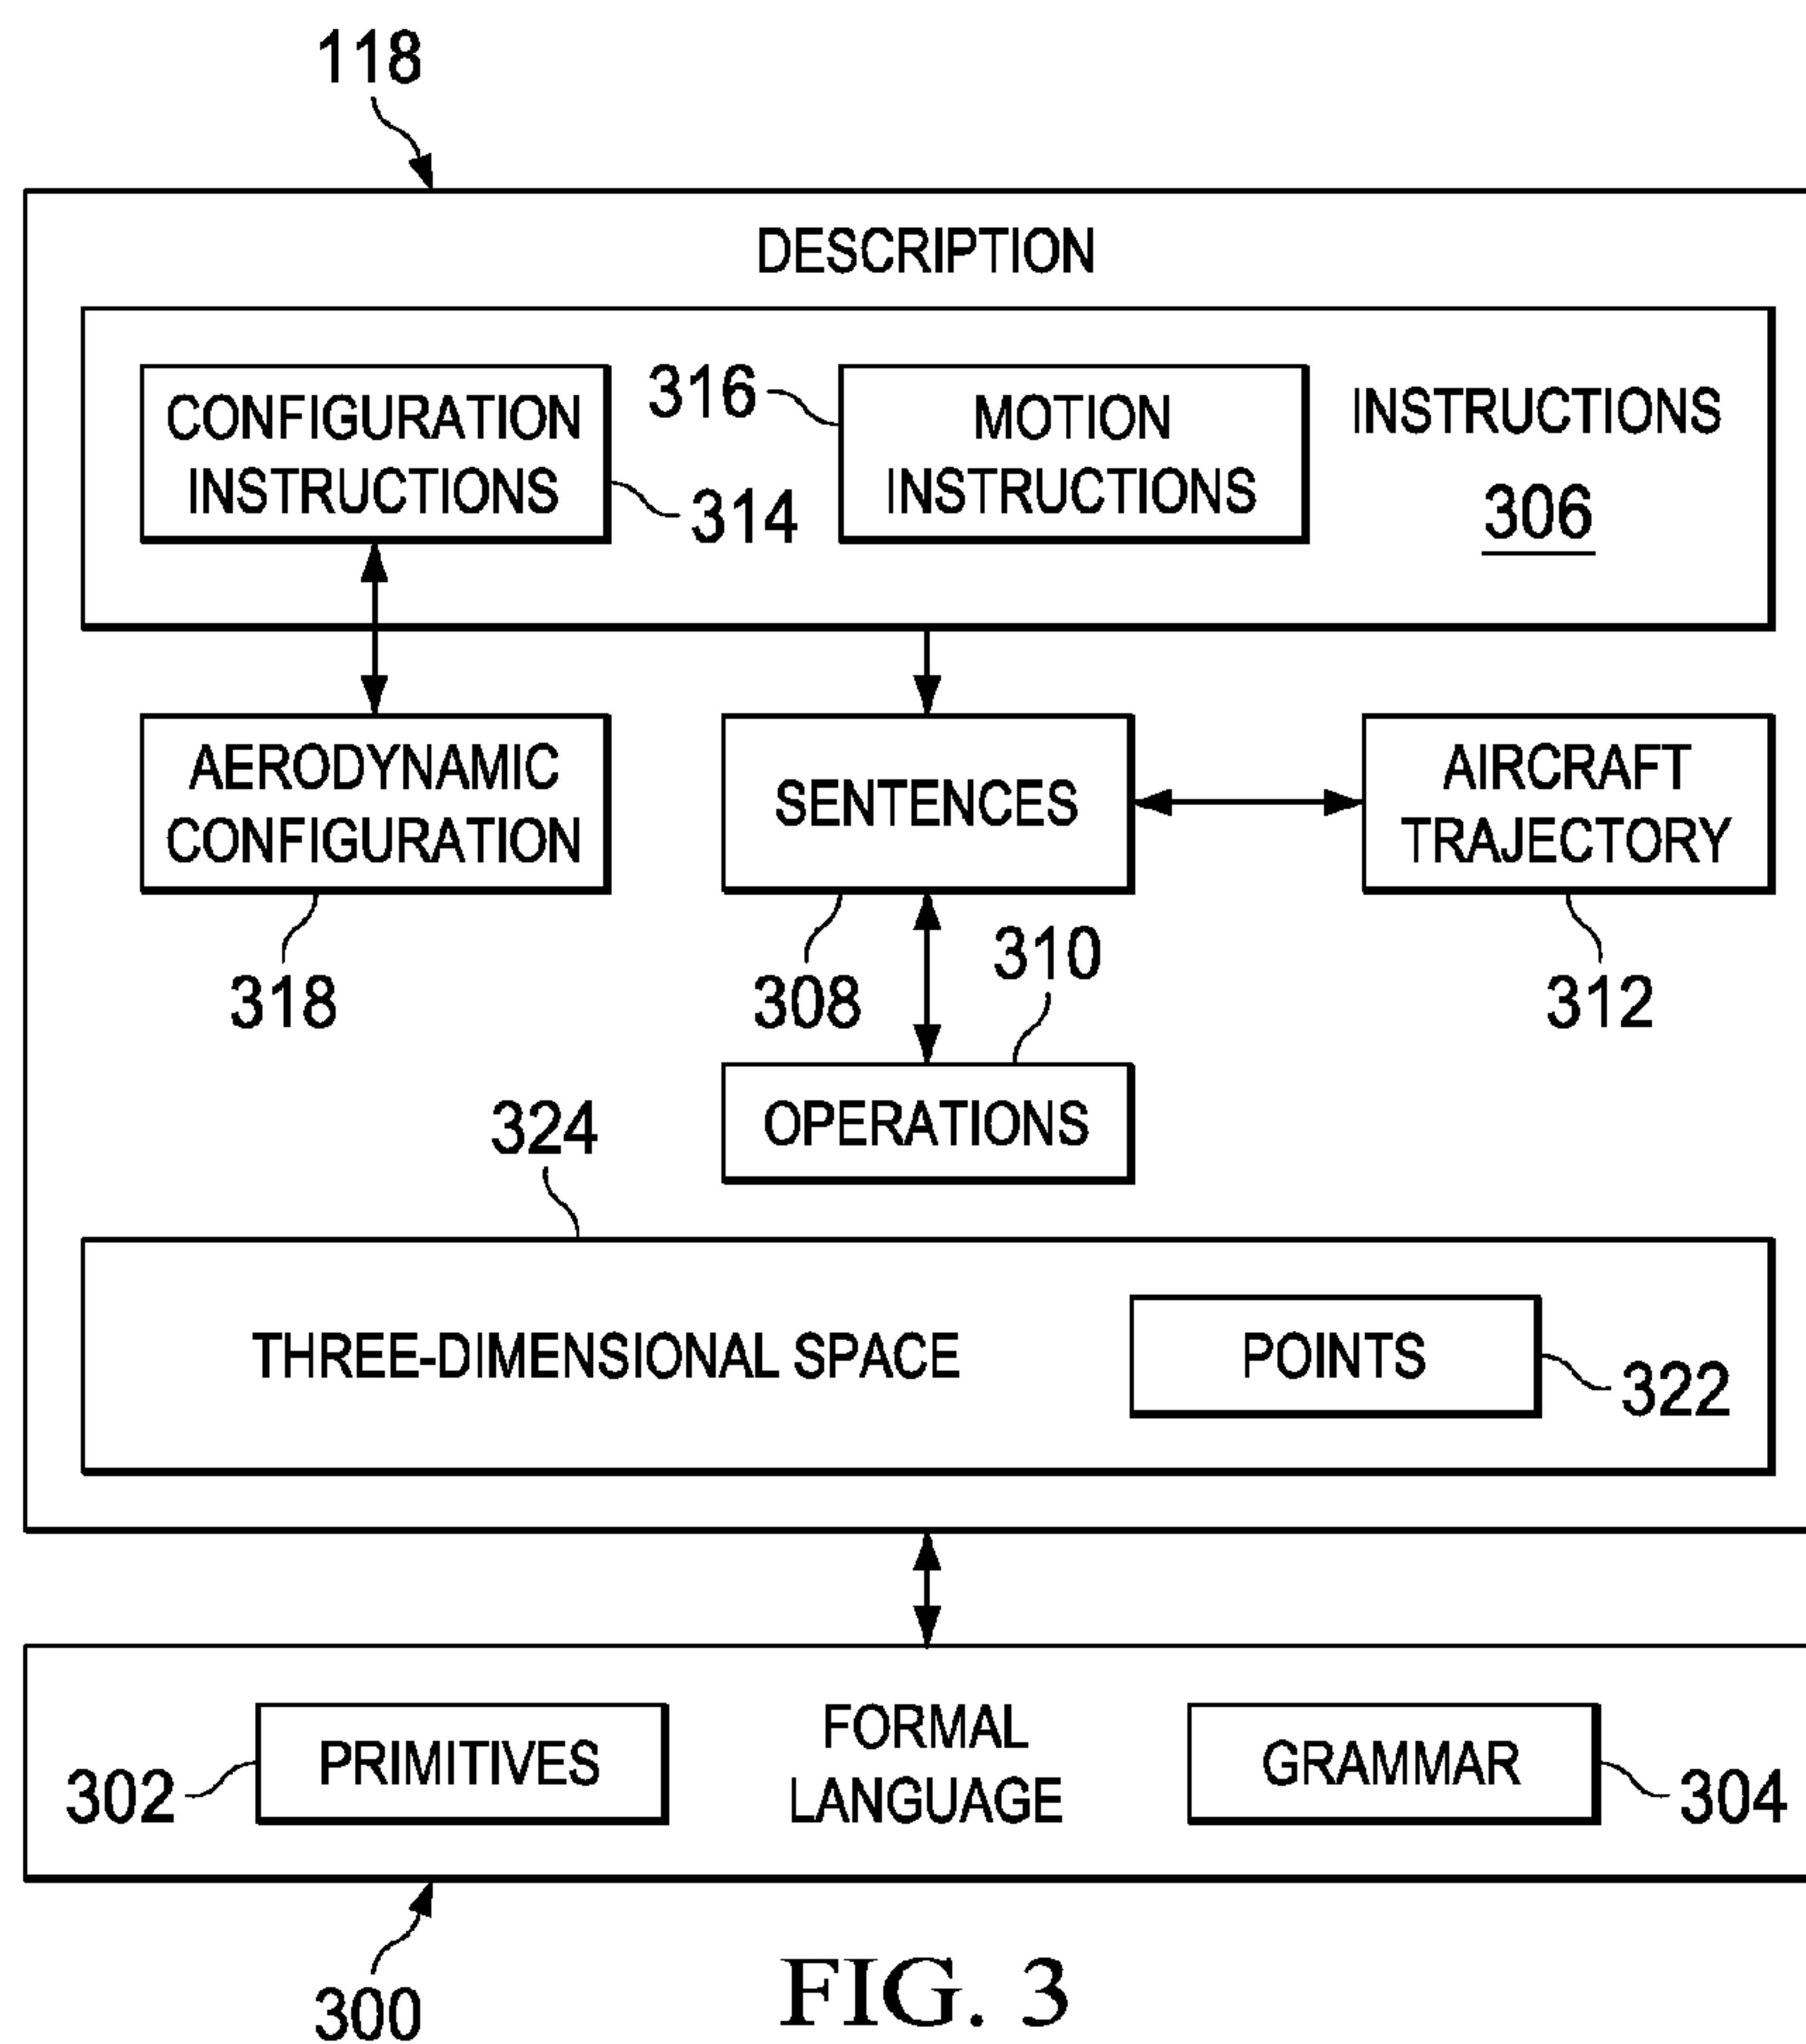 118
DESCRIPTION
CONFIGURATION
INSTRUCTIONS
314
316
MOTION
INSTRUCTIONS
INSTRUCTIONS
306
AERODYNAMIC
CONFIGURATION
318
SENTENCES
308
AIRCRAFT
TRAJECTORY
312
310
OPERATIONS
324
THREE-DIMENSIONAL SPACE
POINTS
322
PRIMITIVES
302
FORMAL
LANGUAGE
GRAMMAR
304
300
FIG. 3